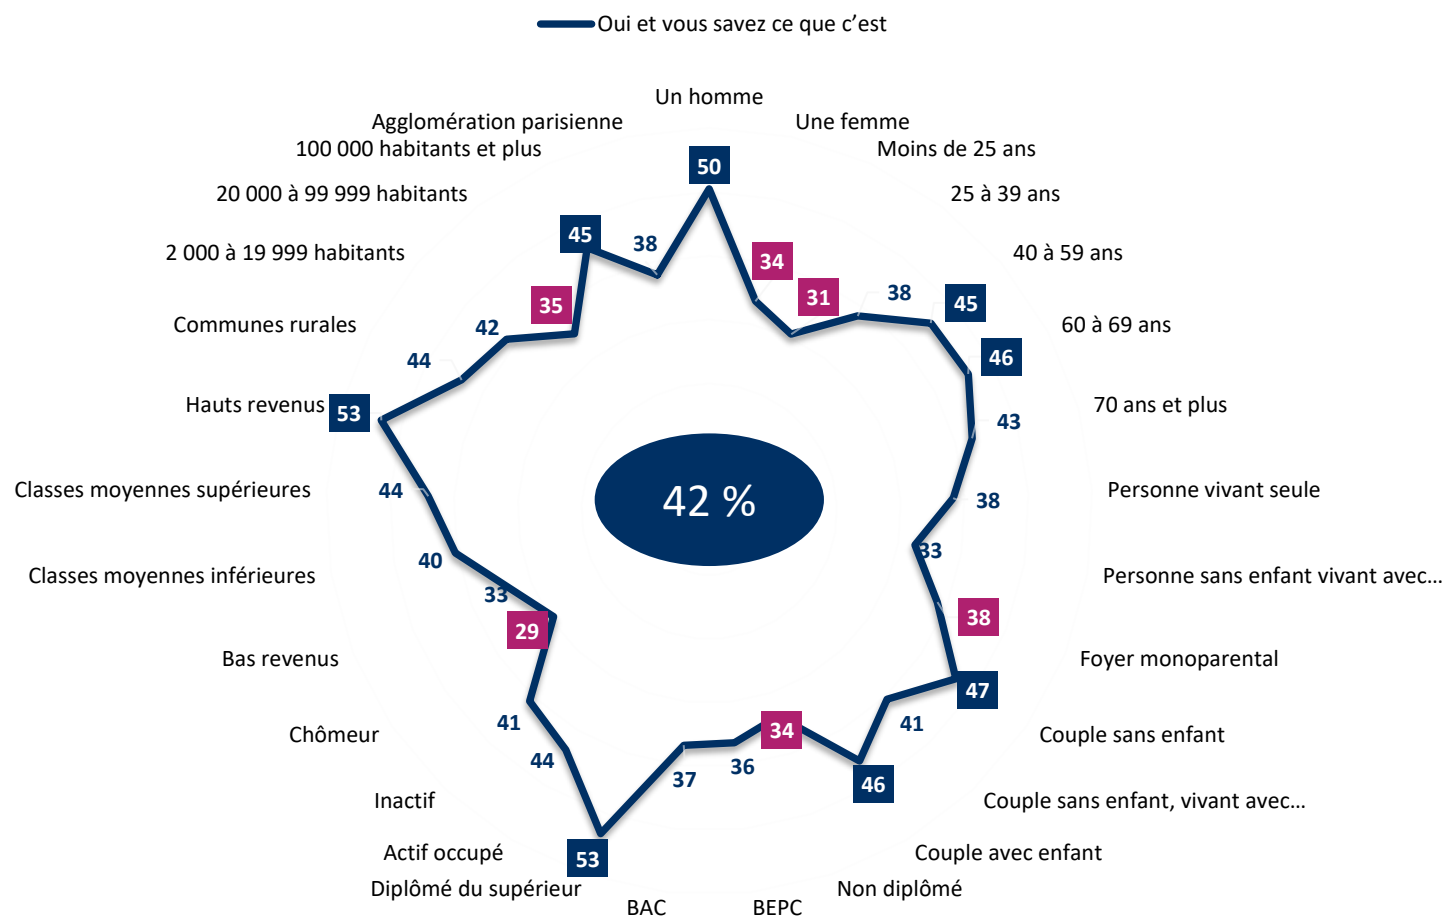 Oui et vous savez ce que c’est
Un homme
Une femme
Moins de 25 ans
25 à 39 ans
40 à 59 ans
60 à 69 ans
70 ans et plus
Personne vivant seule
Personne sans enfant vivant avec…
Foyer monoparental
Couple sans enfant
Couple sans enfant, vivant avec…
Couple avec enfant
Non diplômé
BEPC
BAC
Diplômé du supérieur
Actif occupé
Inactif
Chômeur
Bas revenus
Classes moyennes inférieures
Classes moyennes supérieures
Hauts revenus
Communes rurales
2 000 à 19 999 habitants
20 000 à 99 999 habitants
100 000 habitants et plus
Agglomération parisienne
50
34
31
38
45
46
43
38
33
38
47
41
46
34
36
37
53
44
41
29
33
40
44
53
44
42
35
45
38
42 %